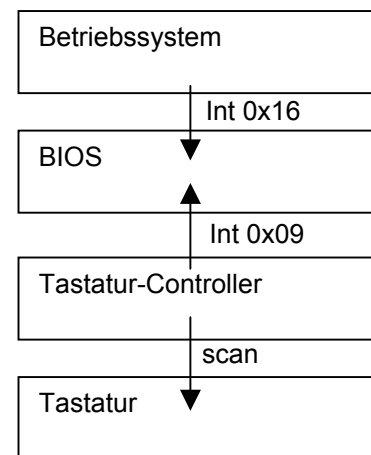 Betriebssystem
Int 0x16
BIOS
Int 0x09
Tastatur-Controller
scan
Tastatur